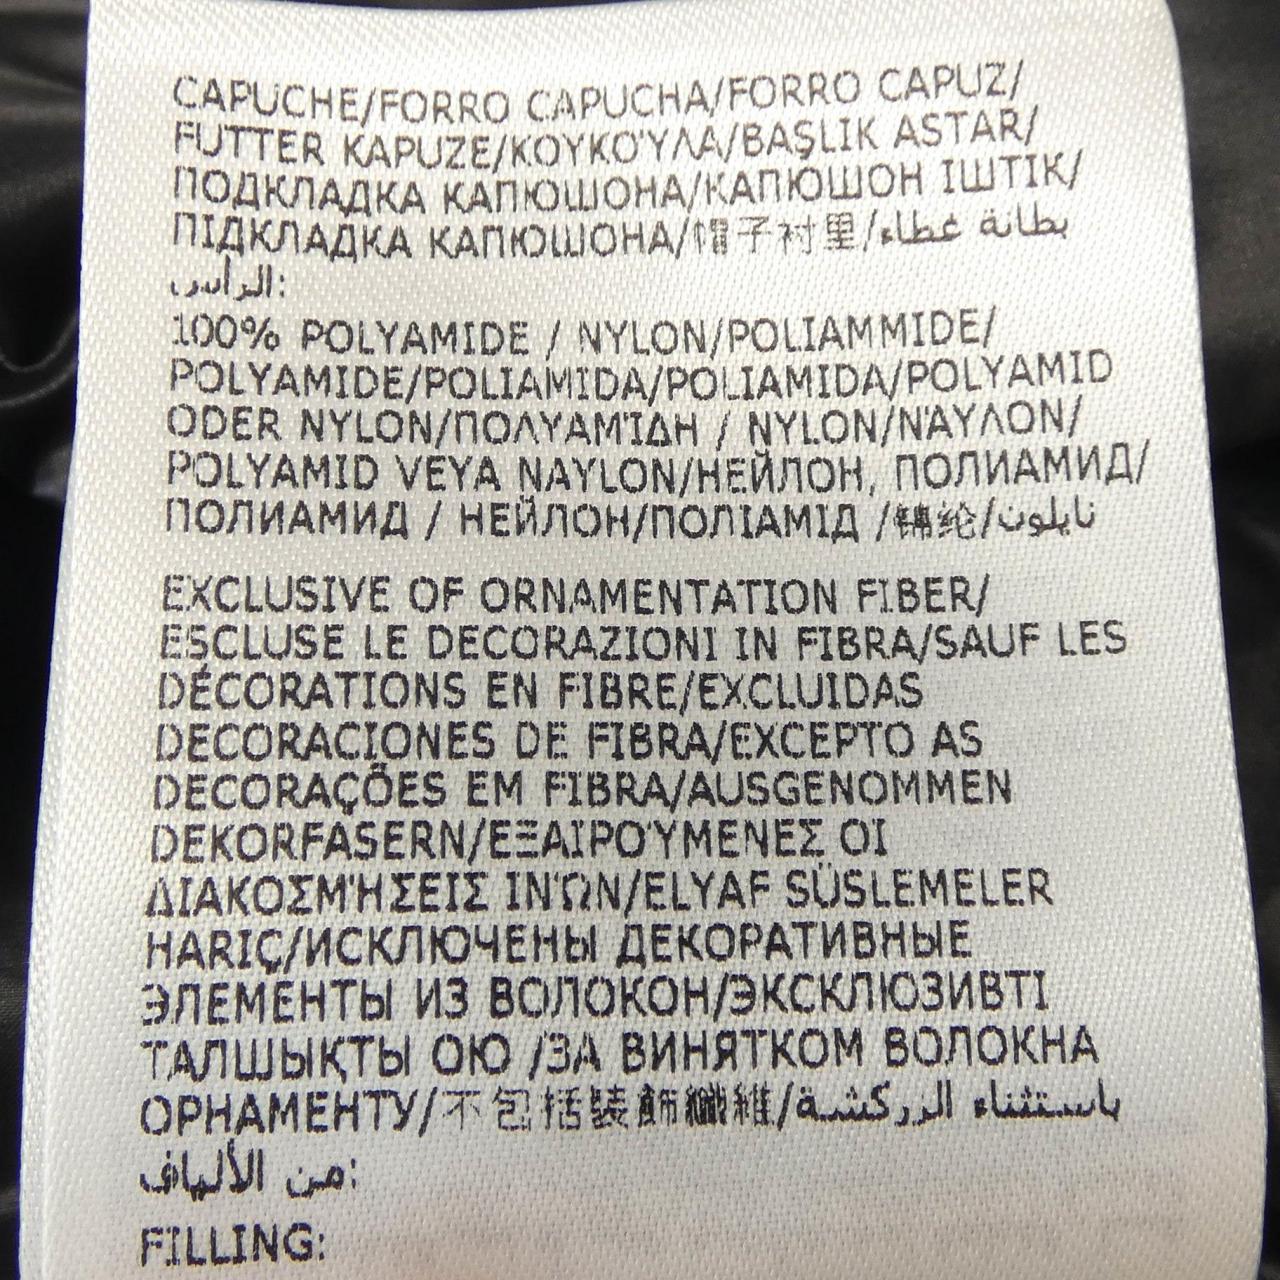 CAPUCHE/FORRO CAPUCHA/FORRO CAPUZ/
FUTTER KAPUZE/ΚΟΥΚΟΎΛΑ/BAŞLIK ASTAR/
ПОДКЛАДКА КАПЮШОНА/КАПЮШОН ІШТІК/
ПІДКЛАДКА КАПЮШОНА/帽子衬里/بطانة غطاء
الرأس:
100% POLYAMIDE / NYLON/POLIAMMIDE/
POLYAMIDE/POLIAMIDA/POLIAMIDA/POLYAMID
ODER NYLON/ΠΟΛΥΑΜΊΔΗ / NYLON/ΝΆΥΛΟΝ/
POLYAMID VEYA NAYLON/НЕЙЛОН, ПОЛИАМИД/
ПОЛИАМИД / НЕЙЛОН/ПОЛІАМІД /锦纶/نايلون
EXCLUSIVE OF ORNAMENTATION FIBER/
ESCLUSE LE DECORAZIONI IN FIBRA/SAUF LES
DÉCORATIONS EN FIBRE/EXCLUIDAS
DECORACIONES DE FIBRA/EXCEPTO AS
DECORAÇÕES EM FIBRA/AUSGENOMMEN
DEKORFASERN/ΕΞΑΙΡΟΎΜΕΝΕΣ ΟΙ
ΔΙΑΚΟΣΜΉΣΕΙΣ ΙΝΏΝ/ELYAF SÜSLEMELER
HARIÇ/ИСКЛЮЧЕНЫ ДЕКОРАТИВНЫЕ
ЭЛЕМЕНТЫ ИЗ ВОЛОКОН/ЭКСКЛЮЗИВТІ
ТАЛШЫҚТЫ ОЮ /ЗА ВИНЯТКОМ ВОЛОКНА
ОРНАМЕНТУ/不包括装飾纖維/باستثناء الزركشة
من الألياف:
FILLING: